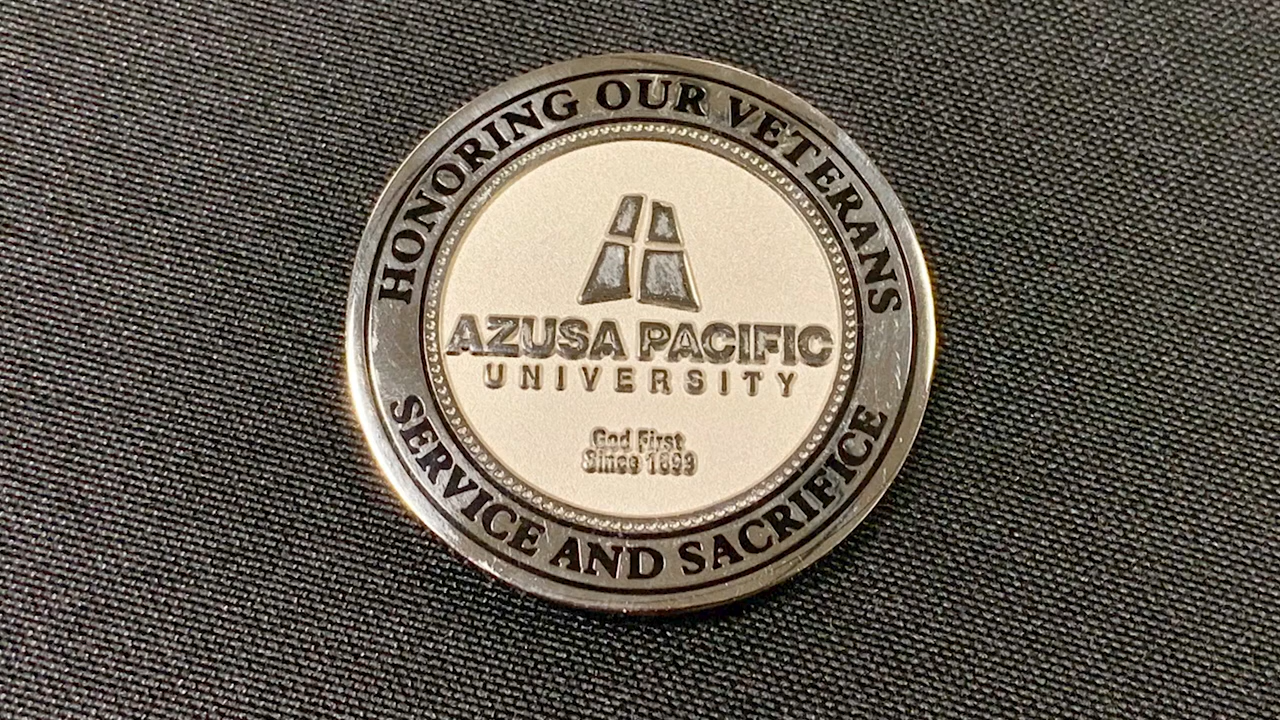 HONORING OUR VETERANS
AZUSA PACIFIC
UNIVERSITY
God First
Since 1899
SERVICE AND SACRIFICE